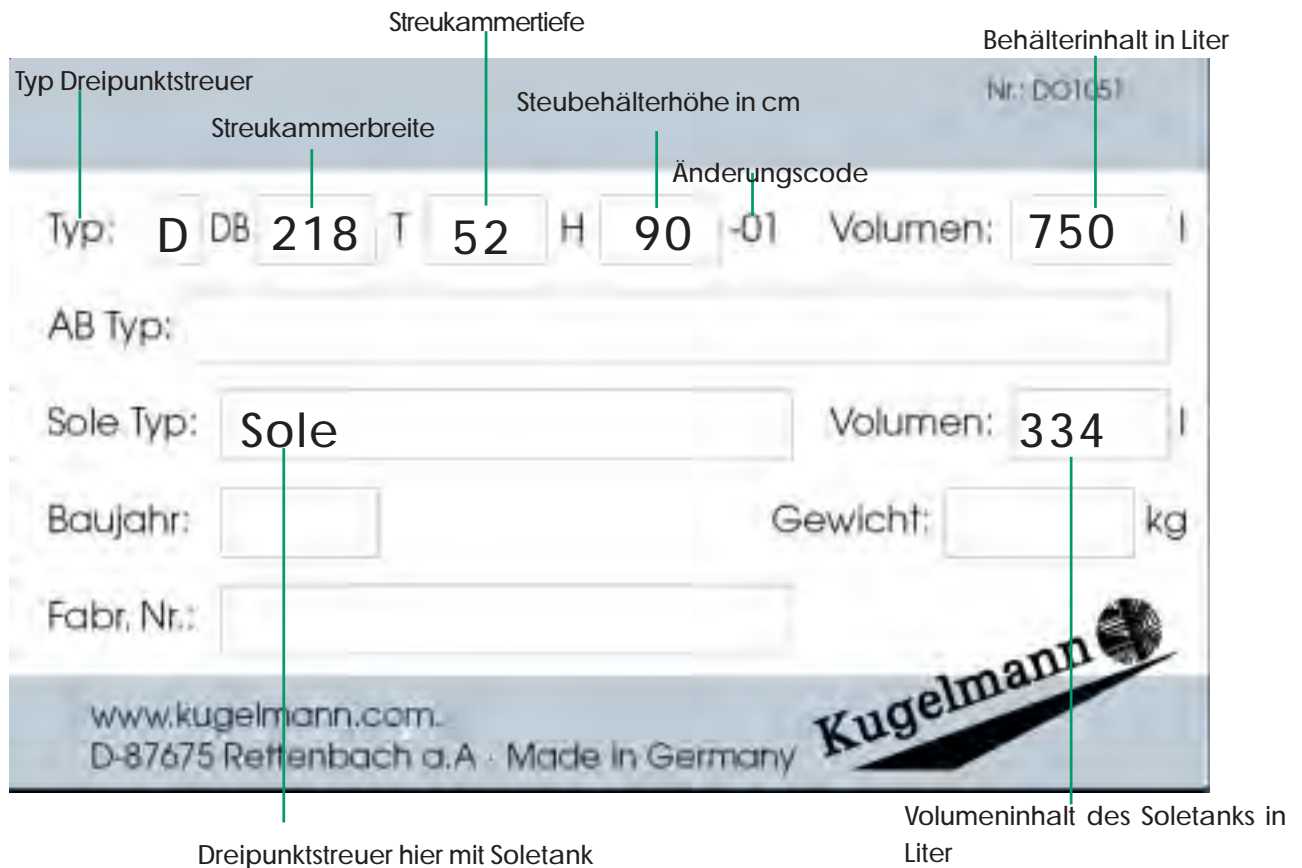 Streukammertiefe
Behälterinhalt in Liter
Typ Dreipunktstreuer
Nr.: DO1051
Steubehälterhöhe in cm
Streukammerbreite
Änderungscode
Typ: D DB 218 T 52 H 90 -01 Volumen: 750 l
AB Typ:
Sole Typ: Sole Volumen: 334 l
Baujahr: Gewicht: kg
Fabr. Nr.:
Kugelmann
www.kugelmann.com.
D-87675 Rettenbach a.A · Made in Germany
Volumeninhalt des Soletanks in
Liter
Dreipunktstreuer hier mit Soletank